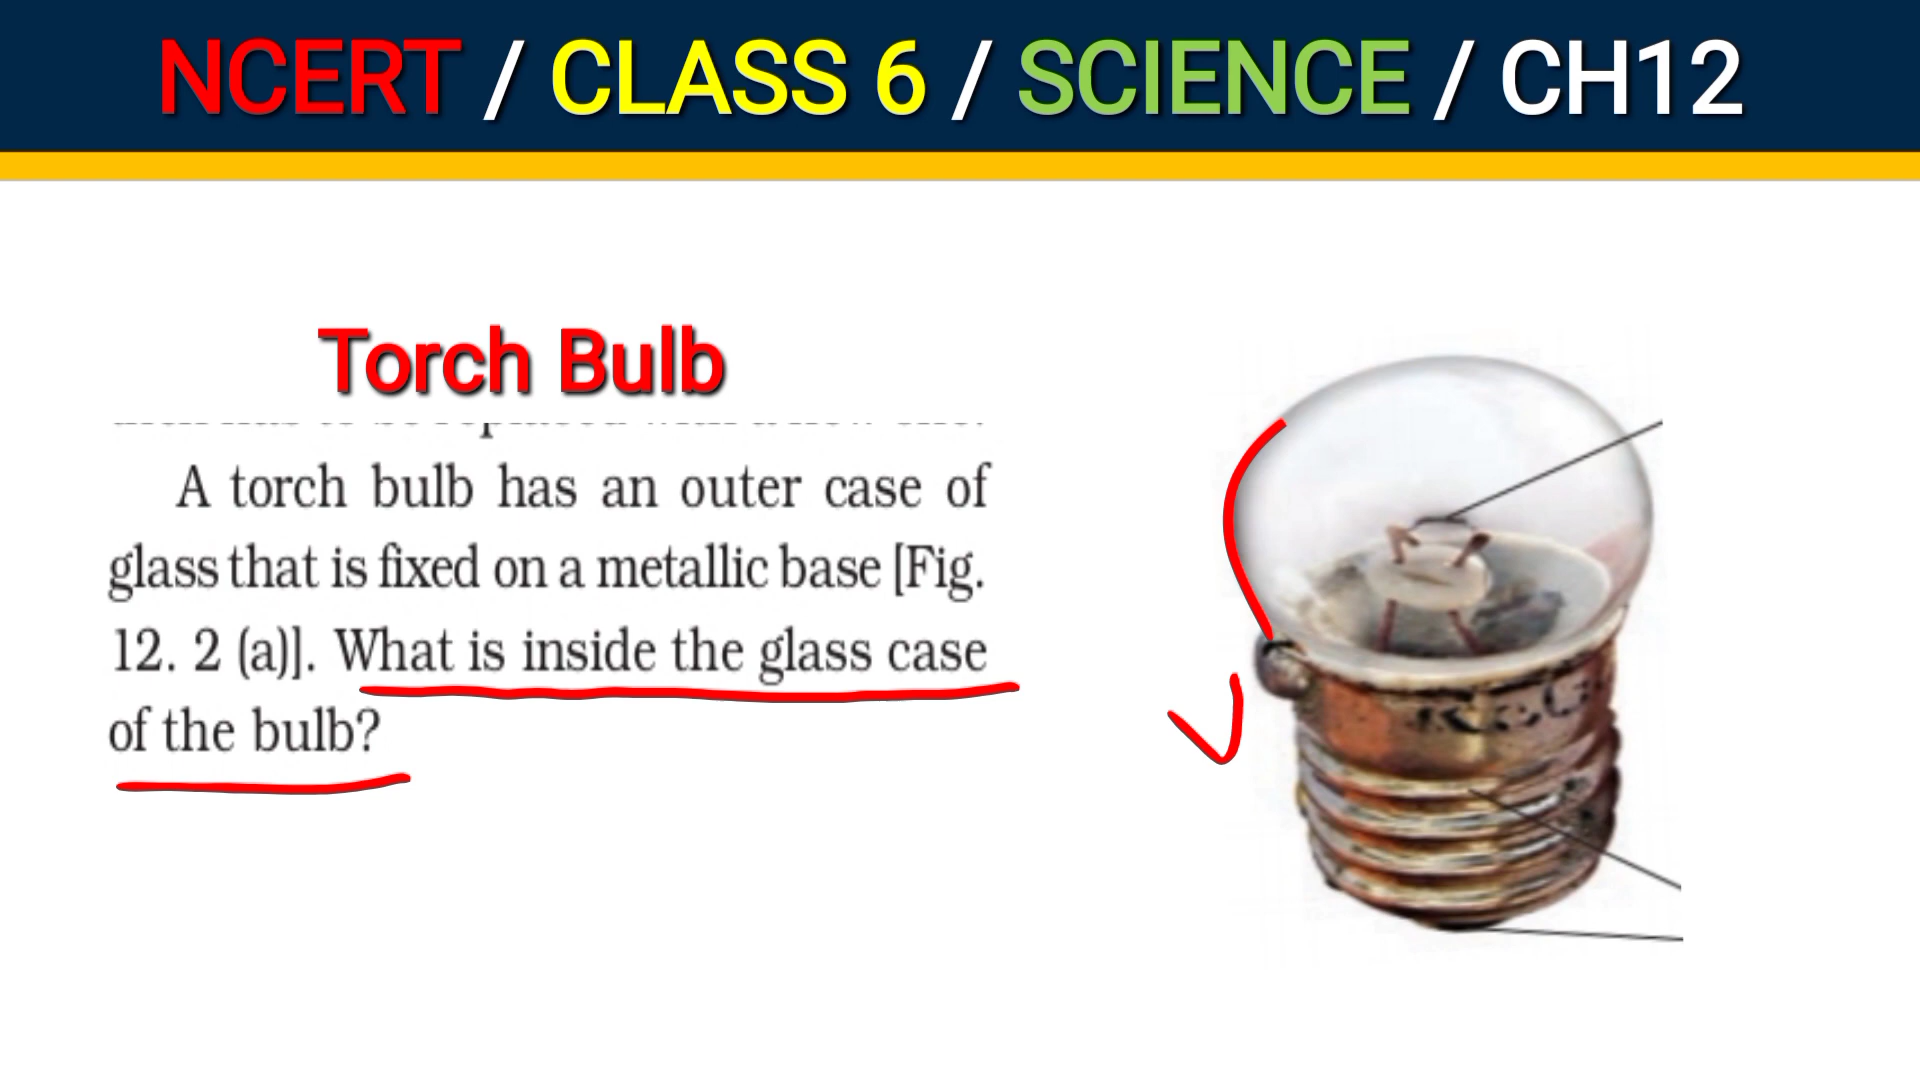 NCERT / CLASS 6 / SCIENCE / CH12
Torch Bulb
A torch bulb has an outer case of
glass that is fixed on a metallic base [Fig.
12. 2 (a)]. What is inside the glass case
of the bulb?